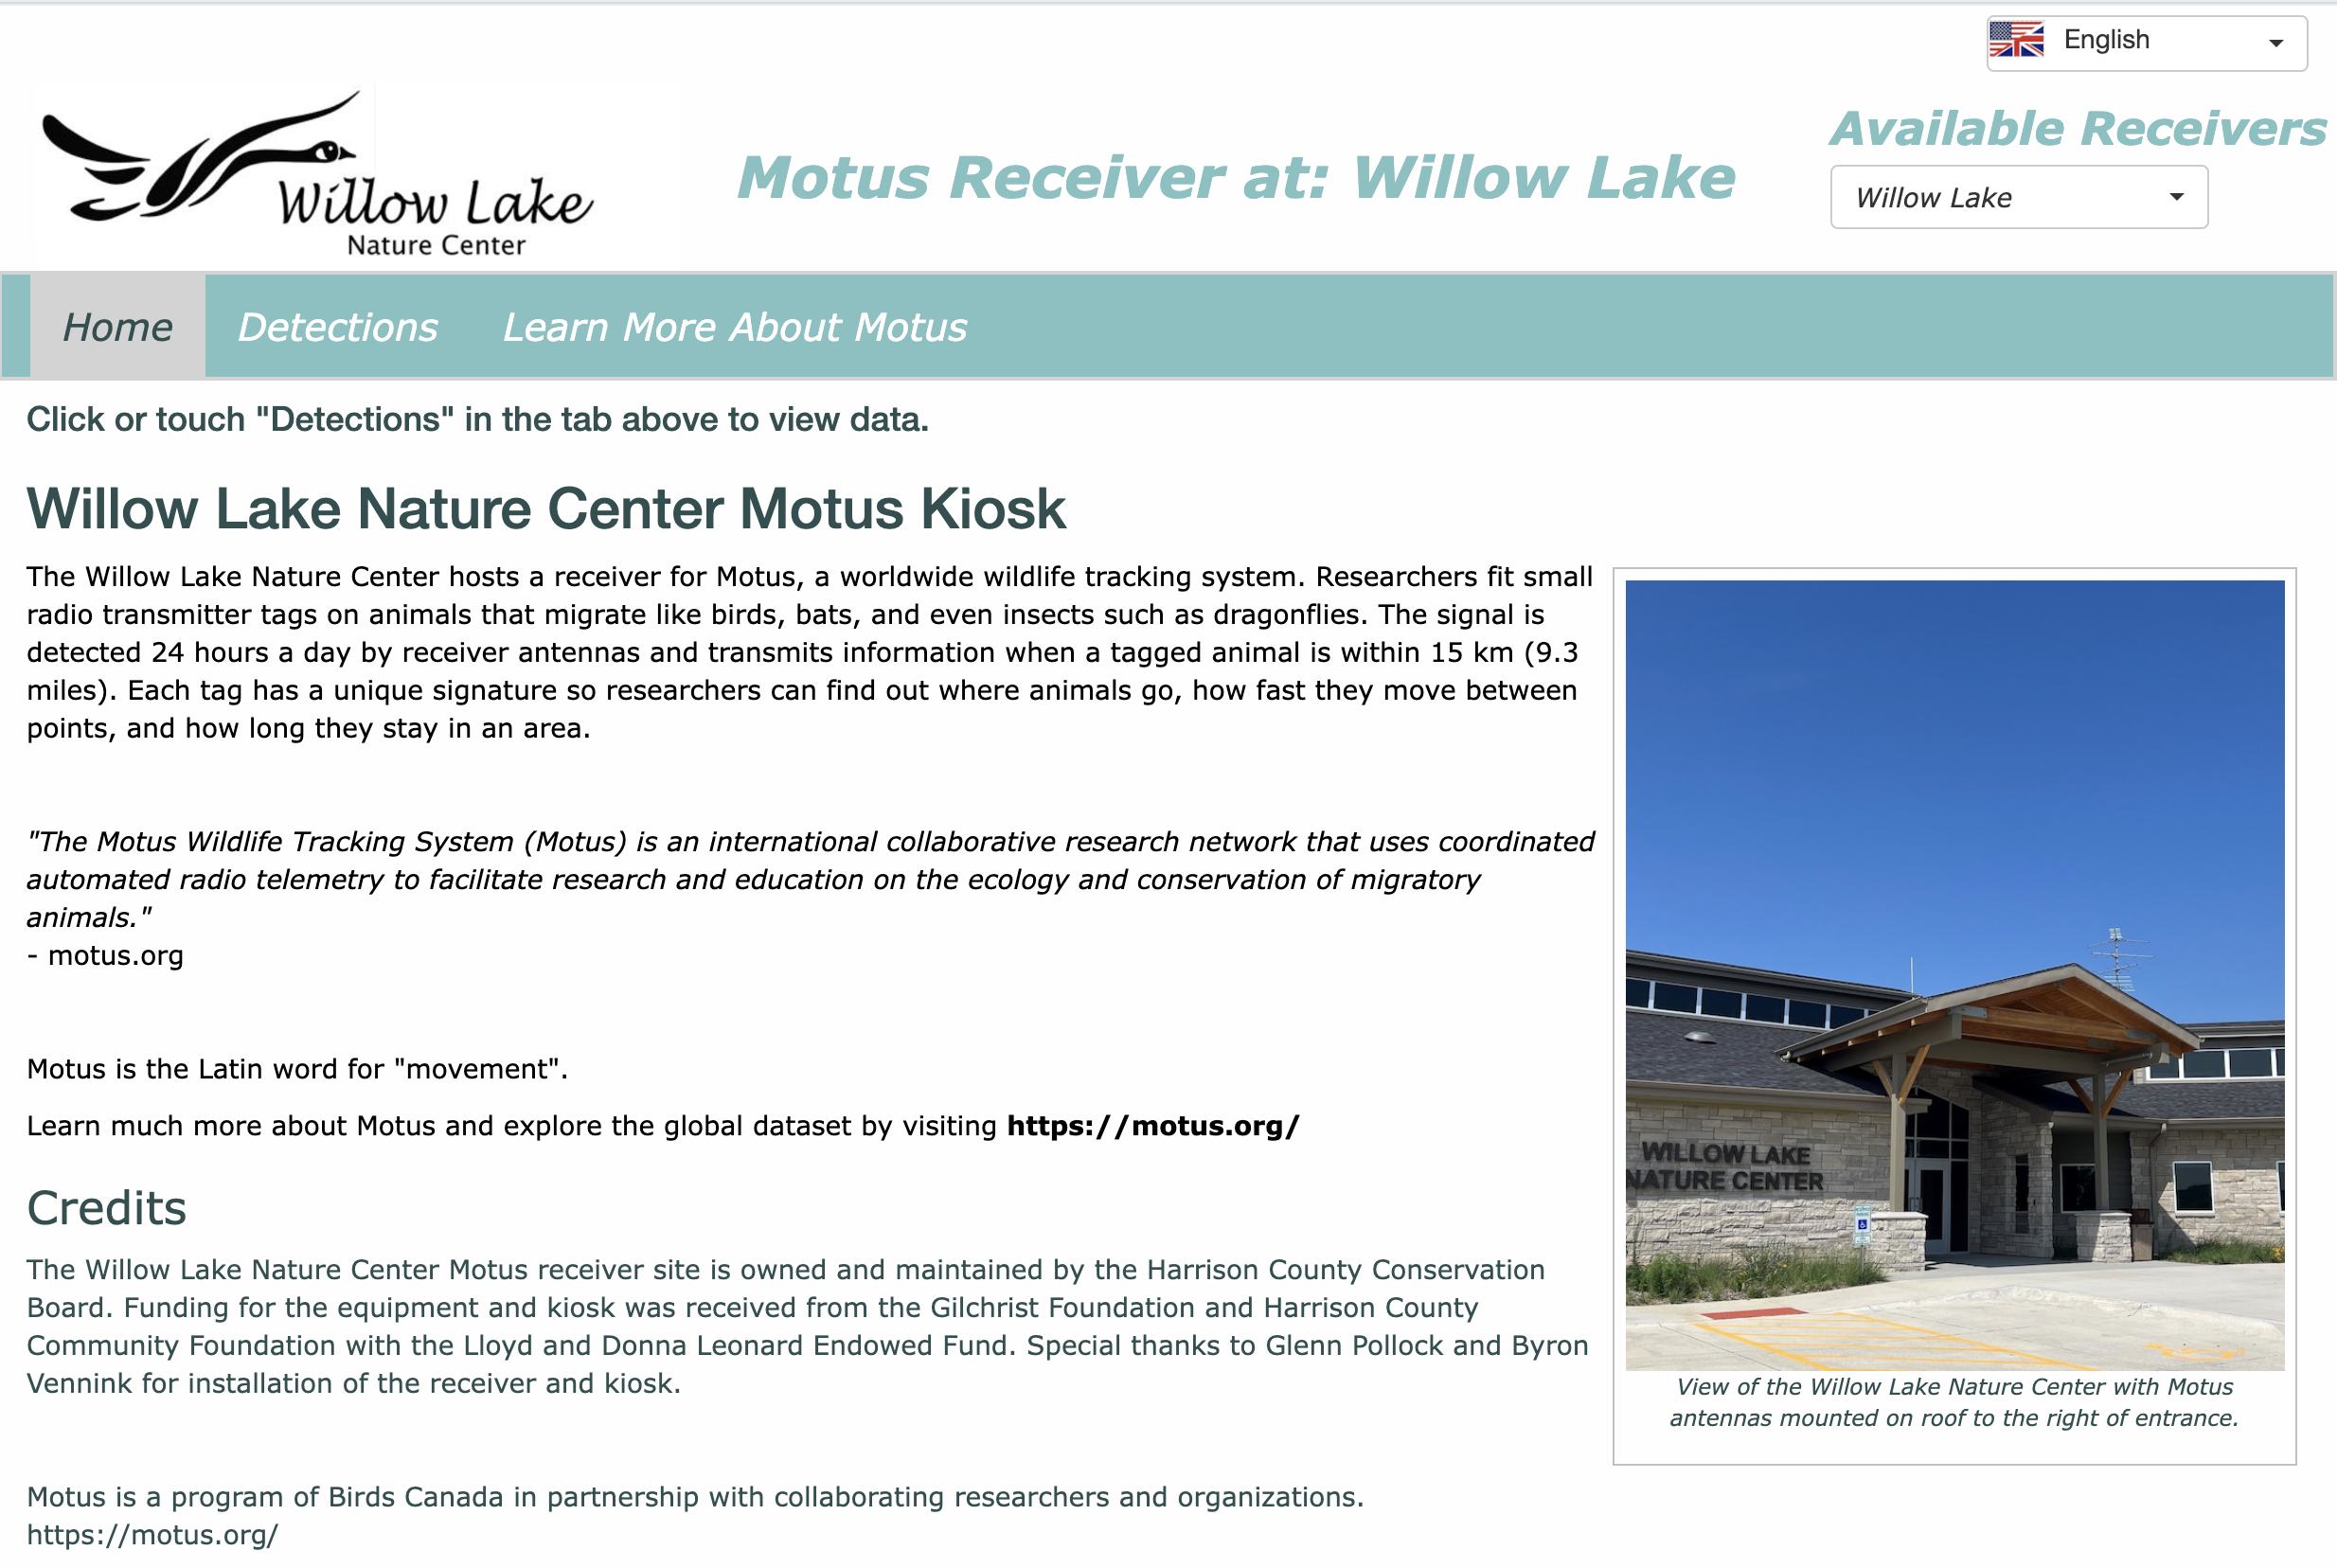 English
Available Receivers
Willow Lake
Nature Center
Motus Receiver at: Willow Lake
Willow Lake
Home
Detections
Learn More About Motus
Click or touch "Detections" in the tab above to view data.
Willow Lake Nature Center Motus Kiosk
The Willow Lake Nature Center hosts a receiver for Motus, a worldwide wildlife tracking system. Researchers fit small
radio transmitter tags on animals that migrate like birds, bats, and even insects such as dragonflies. The signal is
detected 24 hours a day by receiver antennas and transmits information when a tagged animal is within 15 km (9.3
miles). Each tag has a unique signature so researchers can find out where animals go, how fast they move between
points, and how long they stay in an area.
"The Motus Wildlife Tracking System (Motus) is an international collaborative research network that uses coordinated
automated radio telemetry to facilitate research and education on the ecology and conservation of migratory
animals."
- motus.org
Motus is the Latin word for "movement".
Learn much more about Motus and explore the global dataset by visiting https://motus.org/
Credits
The Willow Lake Nature Center Motus receiver site is owned and maintained by the Harrison County Conservation
Board. Funding for the equipment and kiosk was received from the Gilchrist Foundation and Harrison County
Community Foundation with the Lloyd and Donna Leonard Endowed Fund. Special thanks to Glenn Pollock and Byron
Vennink for installation of the receiver and kiosk.
Motus is a program of Birds Canada in partnership with collaborating researchers and organizations.
https://motus.org/
WILLOW LAKE
NATURE CENTER
View of the Willow Lake Nature Center with Motus
antennas mounted on roof to the right of entrance.